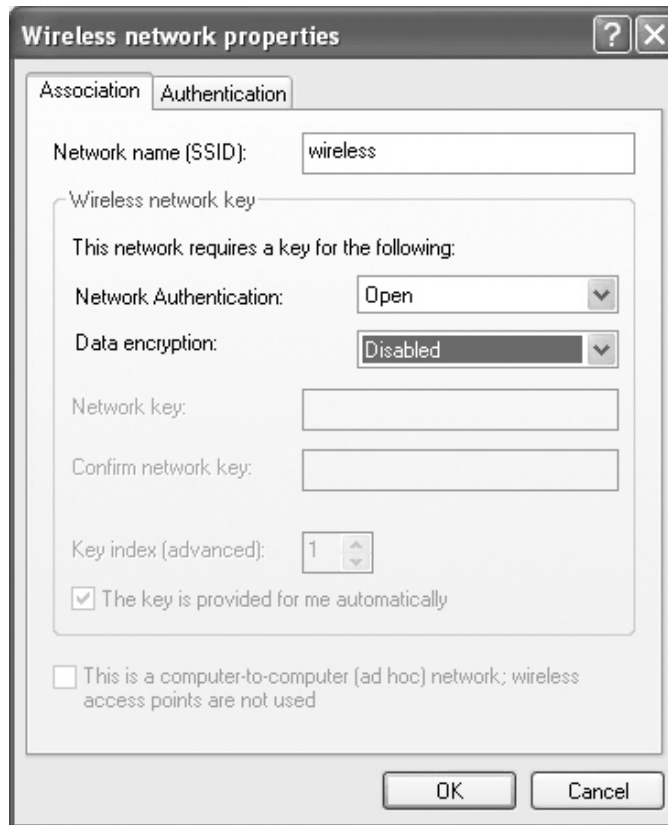 Wireless network properties
Association Authentication
Network name (SSID): wireless
Wireless network key
This network requires a key for the following:
Network Authentication: Open
Data encryption: Disabled
Network key:
Confirm network key:
Key index (advanced): 1
The key is provided for me automatically
This is a computer-to-computer (ad hoc) network; wireless
access points are not used
OK Cancel